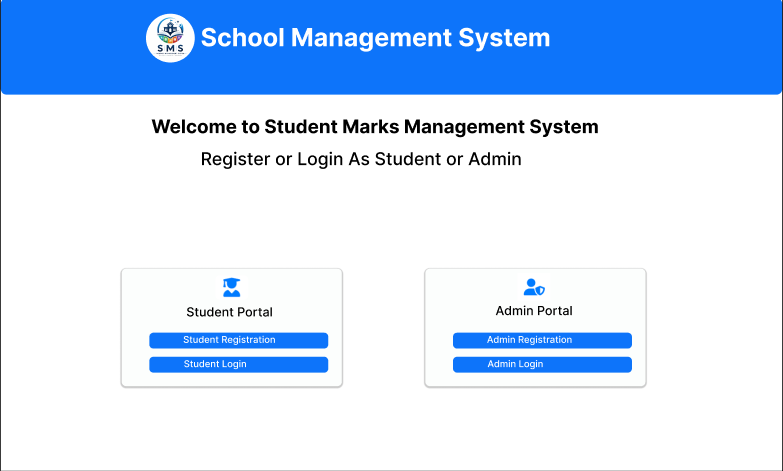 SMS
School Management System
Welcome to Student Marks Management System
Register or Login As Student or Admin
Student Portal
Student Registration
Student Login
Admin Portal
Admin Registration
Admin Login